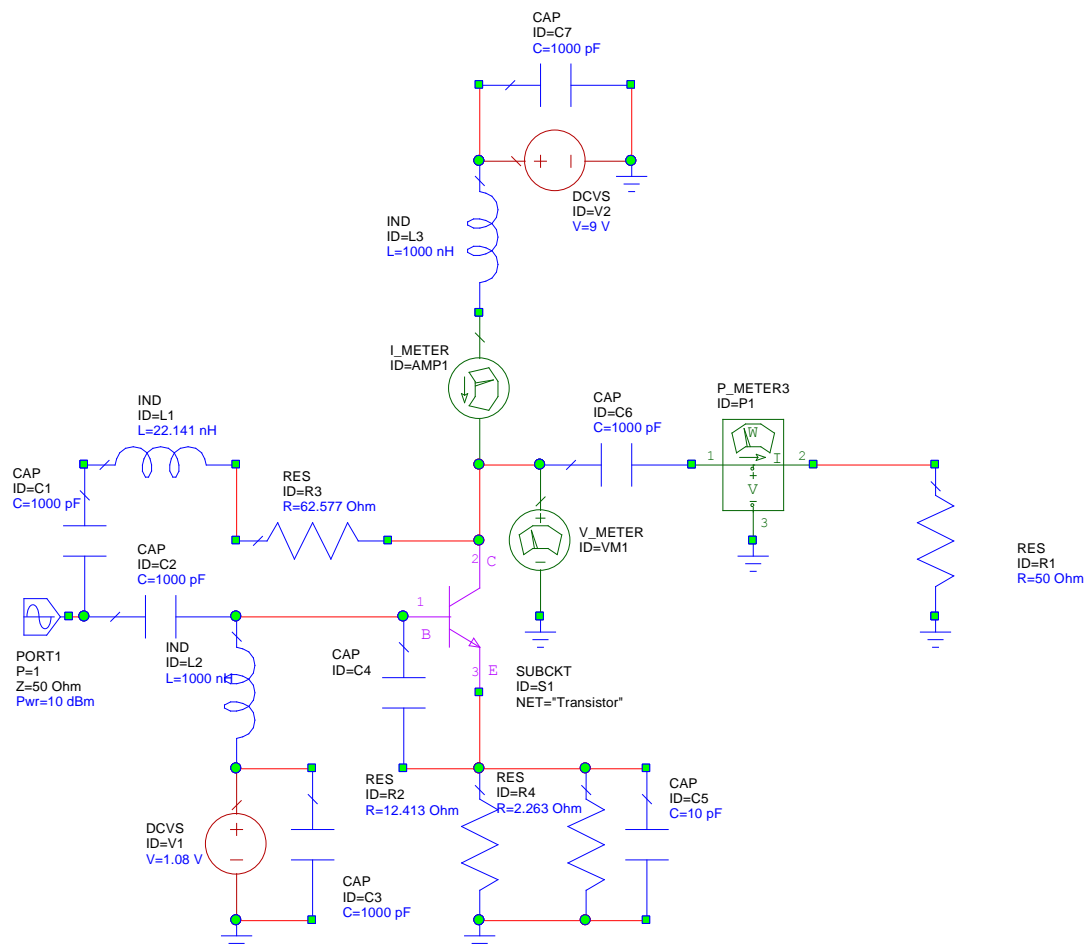 CAP
ID=C7
C=1000 pF
+
−
DCVS
ID=V2
V=9 V
IND
ID=L3
L=1000 nH
I_METER
ID=AMP1
P_METER3
ID=P1
W
I
1
2
+
V
−
3
CAP
ID=C6
C=1000 pF
IND
ID=L1
L=22.141 nH
CAP
ID=C1
C=1000 pF
RES
ID=R3
R=62.577 Ohm
+
−
V_METER
ID=VM1
RES
ID=R1
R=50 Ohm
CAP
ID=C2
C=1000 pF
2
C
1
B
3
E
PORT1
P=1
Z=50 Ohm
Pwr=10 dBm
IND
ID=L2
L=1000 nH
CAP
ID=C4
SUBCKT
ID=S1
NET="Transistor"
RES
ID=R2
R=12.413 Ohm
RES
ID=R4
R=2.263 Ohm
CAP
ID=C5
C=10 pF
DCVS
ID=V1
V=1.08 V
+
−
CAP
ID=C3
C=1000 pF